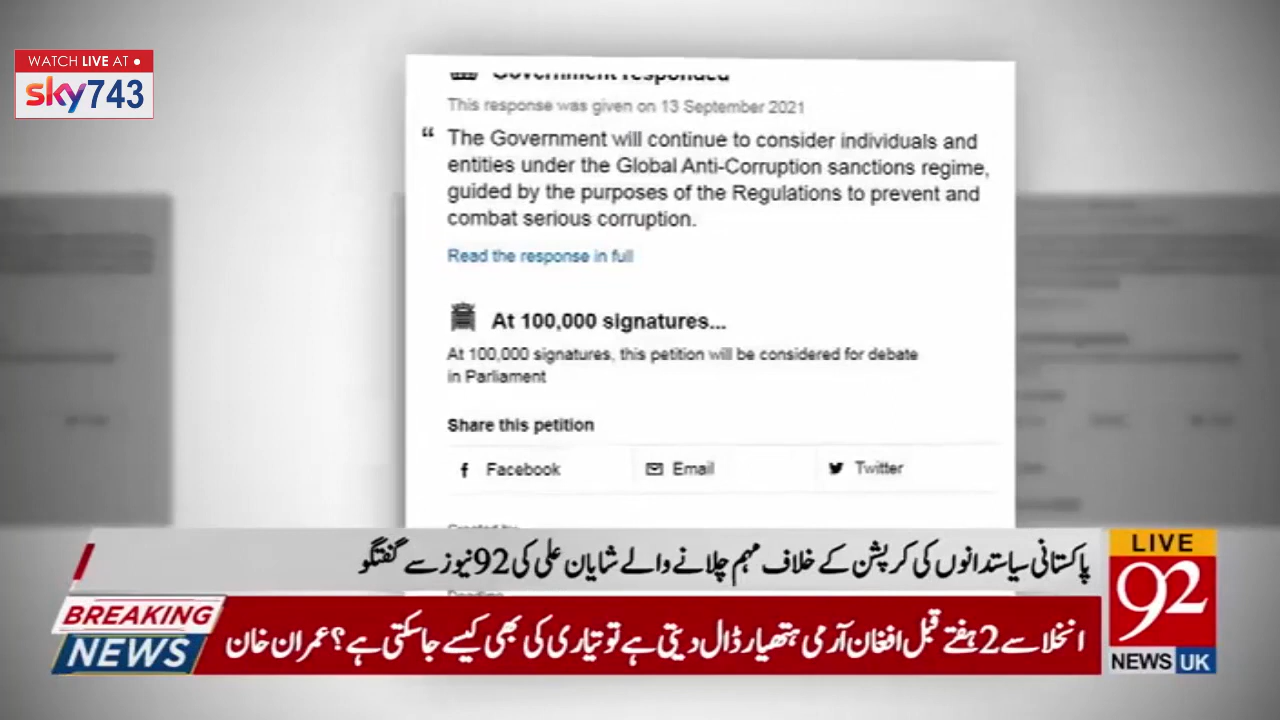 WATCH LIVE AT
sky743
Government responded
This response was given on 13 September 2021
“ The Government will continue to consider individuals and
entities under the Global Anti-Corruption sanctions regime,
guided by the purposes of the Regulations to prevent and
combat serious corruption.
Read the response in full
At 100,000 signatures...
At 100,000 signatures, this petition will be considered for debate
in Parliament
Share this petition
Facebook
Email
Twitter
پاکستانی سیاستدانوں کی کرپشن کے خلاف مہم چلانے والے شایان علی کی 92 نیوز سے گفتگو
BREAKING
NEWS
انخلا سے 2 ہفتے قبل افغان آرمی ہتھیار ڈال دیتی ہے تو تیاری کی بھی کیسے جا سکتی ہے؟ عمران خان
LIVE
92
NEWS UK